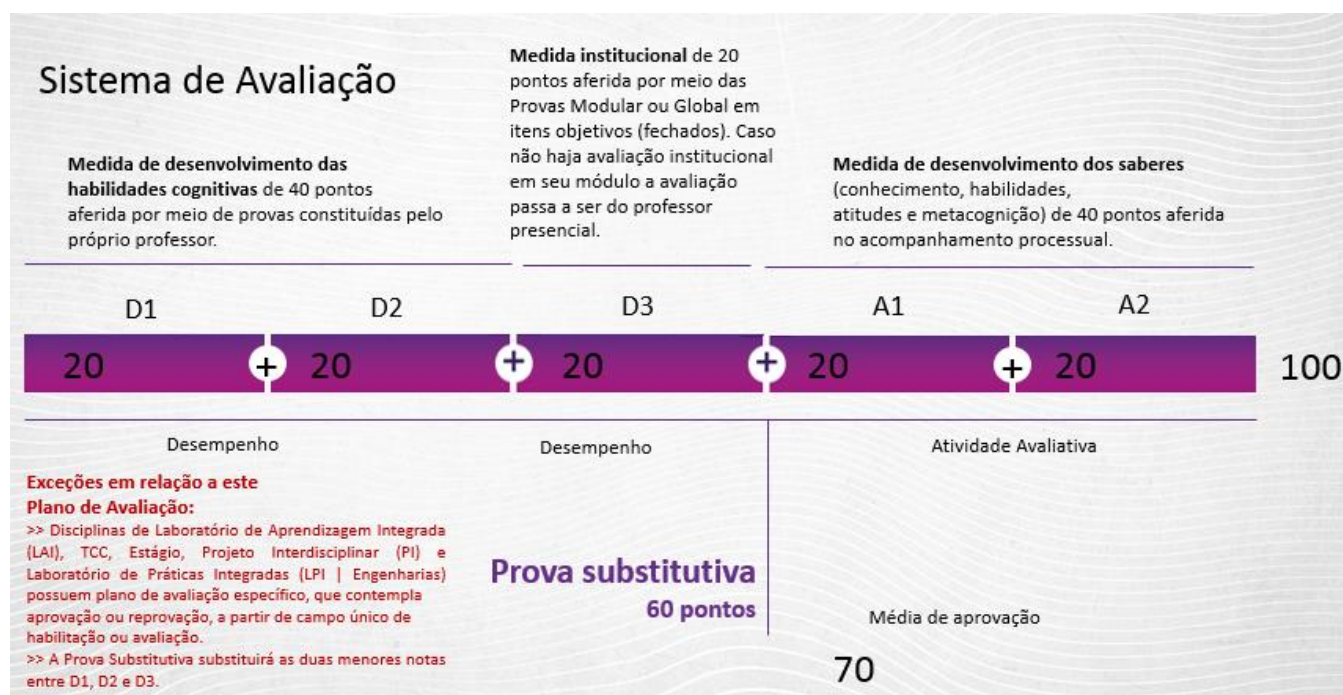 Sistema de Avaliação
Medida de desenvolvimento das
habilidades cognitivas de 40 pontos
aferida por meio de provas constituídas pelo
próprio professor.
Medida institucional de 20
pontos aferida por meio das
Provas Modular ou Global em
itens objetivos (fechados). Caso
não haja avaliação institucional
em seu módulo a avaliação
passa a ser do professor
presencial.
Medida de desenvolvimento dos saberes
(conhecimento, habilidades,
atitudes e metacognição) de 40 pontos aferida
no acompanhamento processual.
D1 D2 D3 A1 A2
20 + 20 + 20 + 20 + 20 100
Desempenho Desempenho Atividade Avaliativa
Exceções em relação a este
Plano de Avaliação:
>> Disciplinas de Laboratório de Aprendizagem Integrada
(LAI), TCC, Estágio, Projeto Interdisciplinar (PI) e
Laboratório de Práticas Integradas (LPI | Engenharias)
possuem plano de avaliação específico, que contempla
aprovação ou reprovação, a partir de campo único de
habilitação ou avaliação.
>> A Prova Substitutiva substituirá as duas menores notas
entre D1, D2 e D3.
Prova substitutiva
60 pontos
Média de aprovação
70